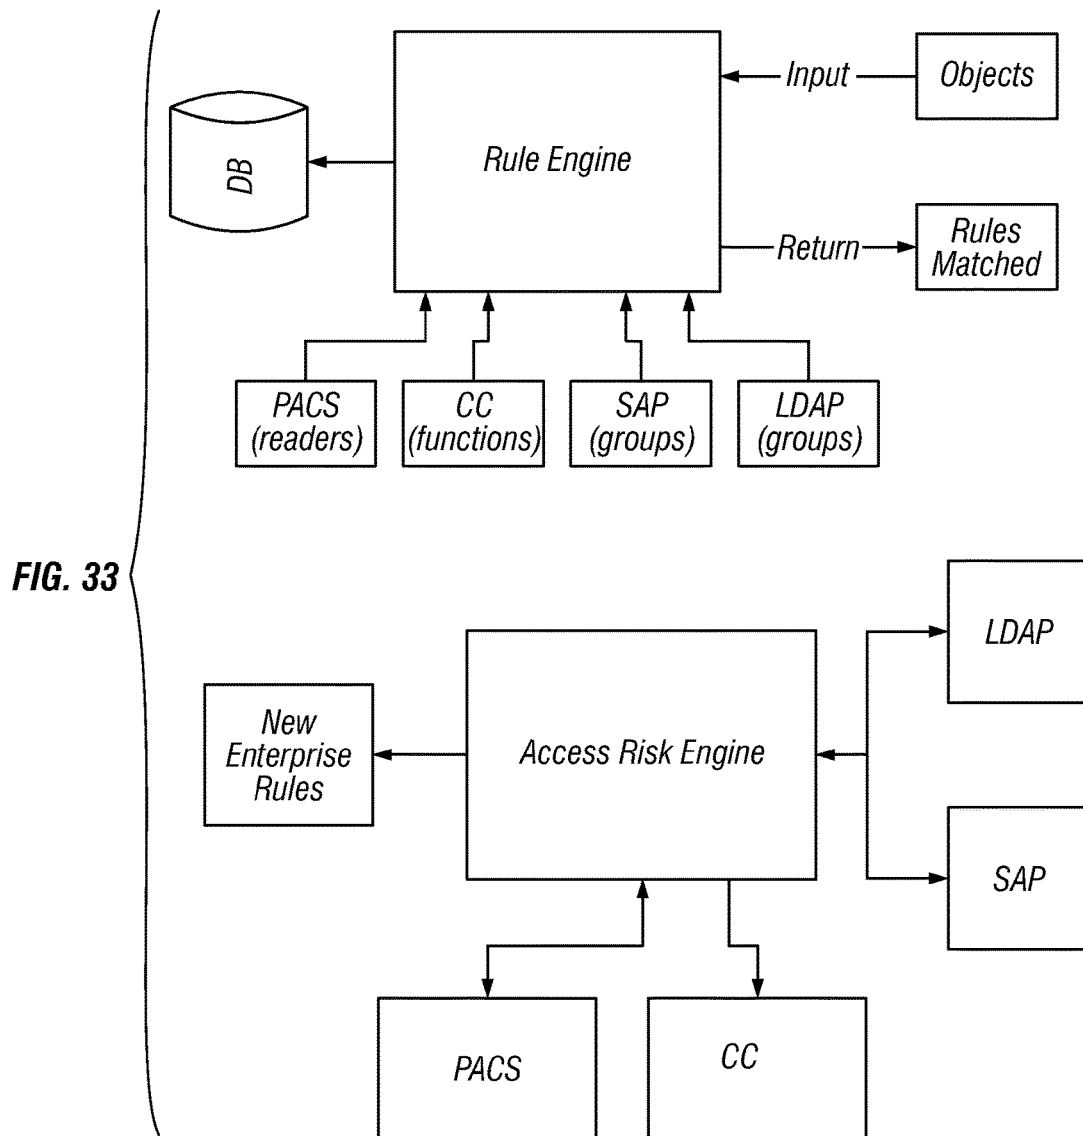 Input
Objects
DB
Rule Engine
Return
Rules
Matched
PACS
(readers)
CC
(functions)
SAP
(groups)
LDAP
(groups)
FIG. 33
LDAP
New
Enterprise
Rules
Access Risk Engine
SAP
PACS
CC